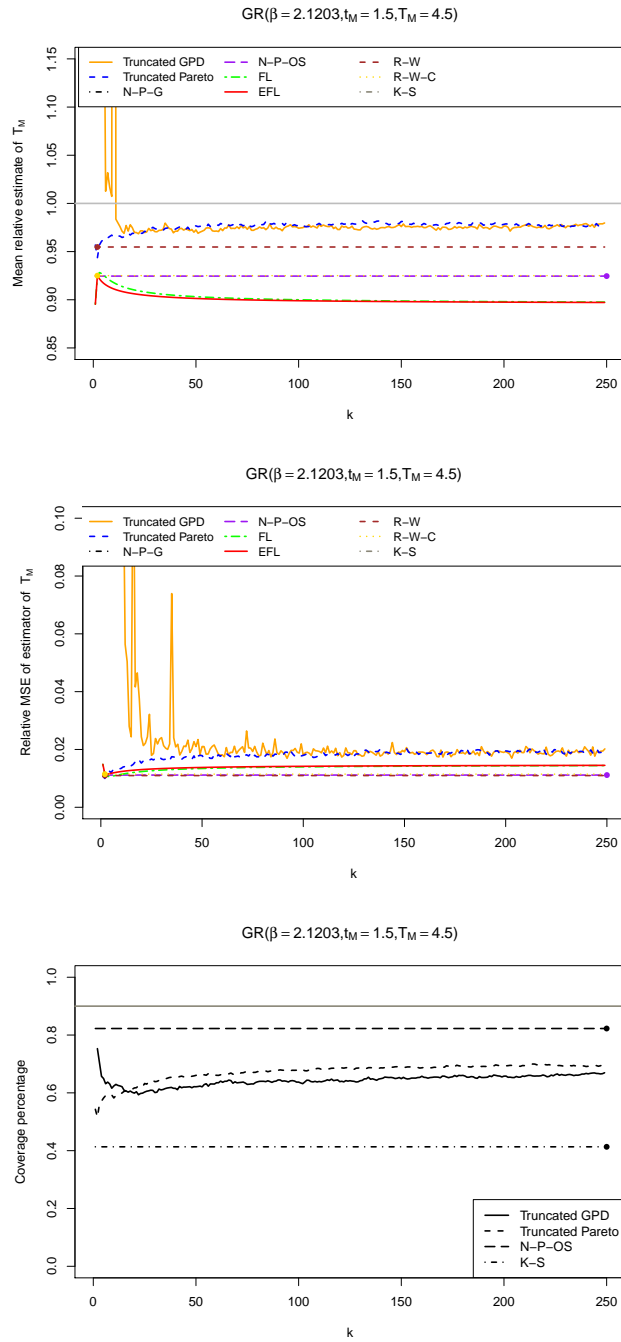 GR(β = 2.1203,t_M = 1.5,T_M = 4.5)
Truncated GPD
Truncated Pareto
N−P−G
N−P−OS
FL
EFL
R−W
R−W−C
K−S
Mean relative estimate of T_M
1.15
1.10
1.05
1.00
0.95
0.90
0.85
0 50 100 150 200 250
k
GR(β = 2.1203,t_M = 1.5,T_M = 4.5)
Truncated GPD
Truncated Pareto
N−P−G
N−P−OS
FL
EFL
R−W
R−W−C
K−S
Relative MSE of estimator of T_M
0.10
0.08
0.06
0.04
0.02
0.00
0 50 100 150 200 250
k
GR(β = 2.1203,t_M = 1.5,T_M = 4.5)
Coverage percentage
1.0
0.8
0.6
0.4
0.2
0.0
Truncated GPD
Truncated Pareto
N−P−OS
K−S
0 50 100 150 200 250
k